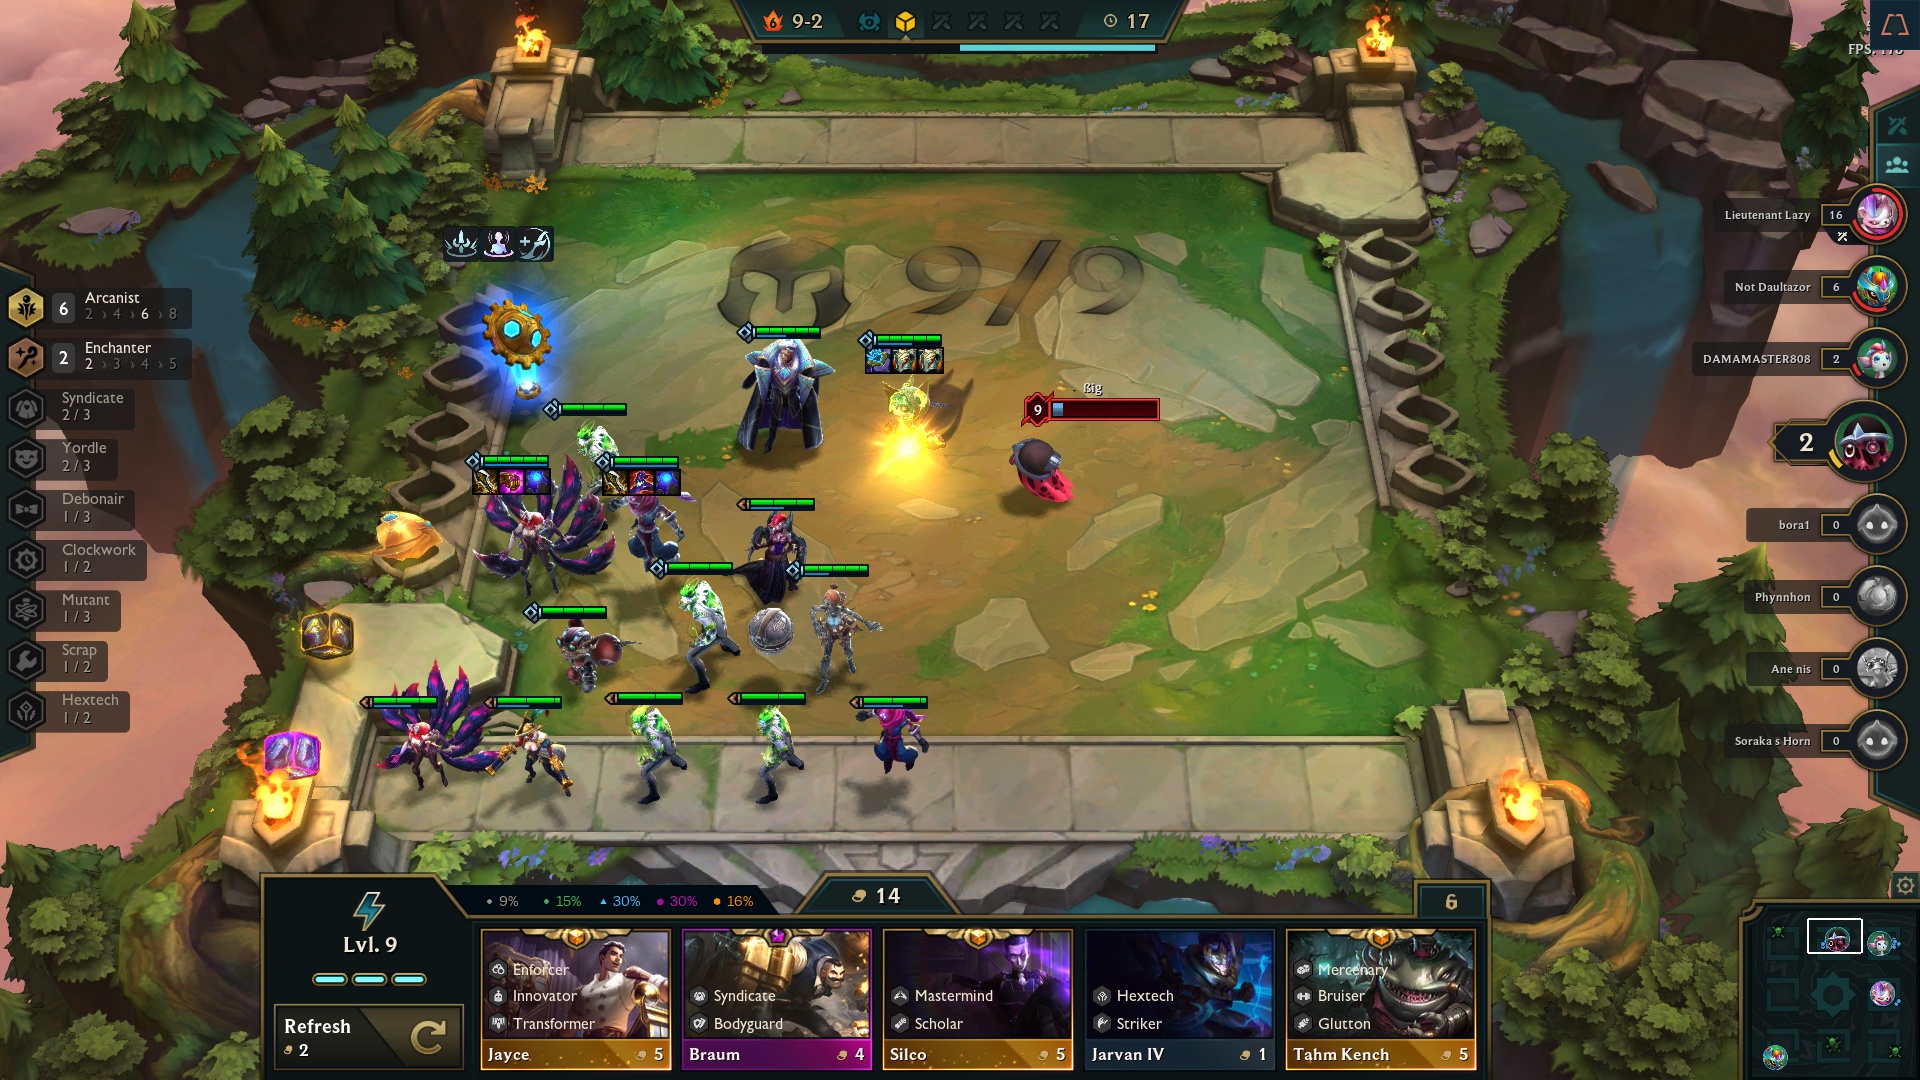 9-2
17
FPS: 178
Lieutenant Lazy
16
Not Daultazor
6
DAMAMASTER808
2
2
bora1
0
Phynnhon
0
Ane nis
0
Soraka s Horn
0
6
Arcanist
2 › 4 › 6 › 8
2
Enchanter
2 › 3 › 4 › 5
Syndicate
2 / 3
Yordle
2 / 3
Debonair
1 / 3
Clockwork
1 / 2
Mutant
1 / 3
Scrap
1 / 2
Hextech
1 / 2
9/9
Big
9
9% 15% 30% 30% 16%
14
6
Lvl. 9
Refresh
2
Enforcer
Innovator
Transformer
Jayce 5
Syndicate
Bodyguard
Braum 4
Mastermind
Scholar
Silco 5
Hextech
Striker
Jarvan IV 1
Mercenary
Bruiser
Glutton
Tahm Kench 5